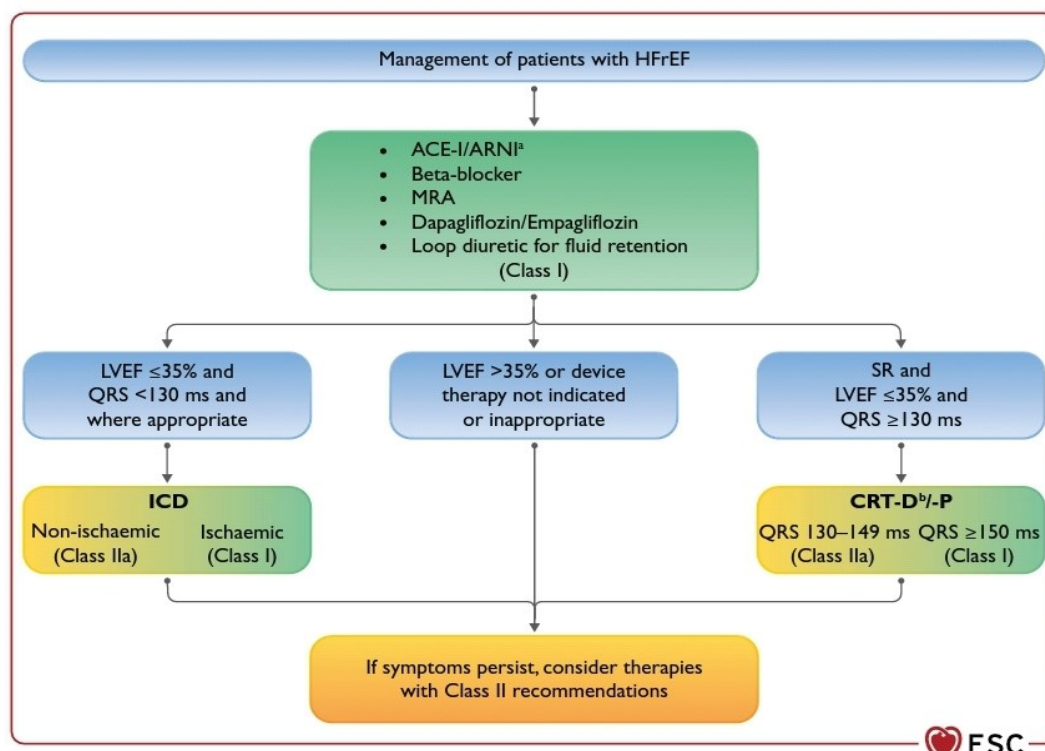 Management of patients with HFrEF
• ACE-I/ARNIᵃ
• Beta-blocker
• MRA
• Dapagliflozin/Empagliflozin
• Loop diuretic for fluid retention
(Class I)
LVEF ≤35% and
QRS <130 ms and
where appropriate
LVEF >35% or device
therapy not indicated
or inappropriate
SR and
LVEF ≤35% and
QRS ≥130 ms
ICD
Non-ischaemic
(Class IIa)
Ischaemic
(Class I)
CRT-Dᵇ/-P
QRS 130–149 ms
(Class IIa)
QRS ≥150 ms
(Class I)
If symptoms persist, consider therapies
with Class II recommendations
ESC